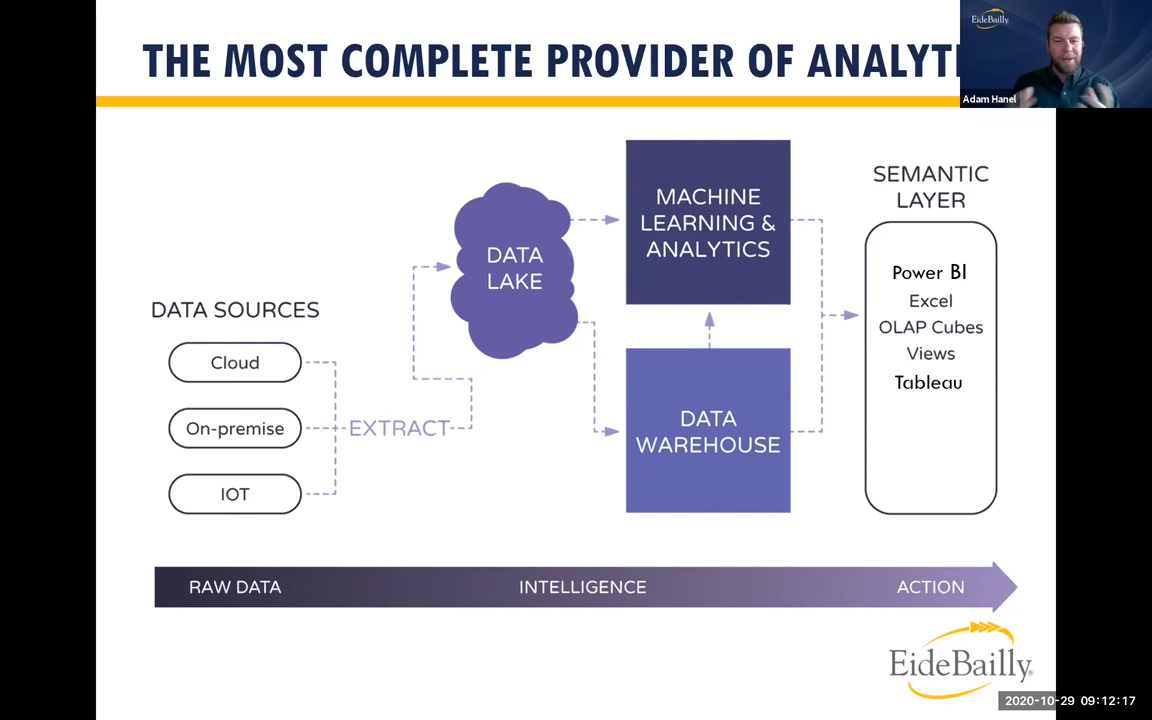 THE MOST COMPLETE PROVIDER OF ANALYT
EideBailly
Adam Hanel
DATA SOURCES
Cloud
On-premise
IOT
EXTRACT
DATA
LAKE
MACHINE
LEARNING &
ANALYTICS
DATA
WAREHOUSE
SEMANTIC
LAYER
Power BI
Excel
OLAP Cubes
Views
Tableau
RAW DATA
INTELLIGENCE
ACTION
EideBailly®
2020-10-29 09:12:17